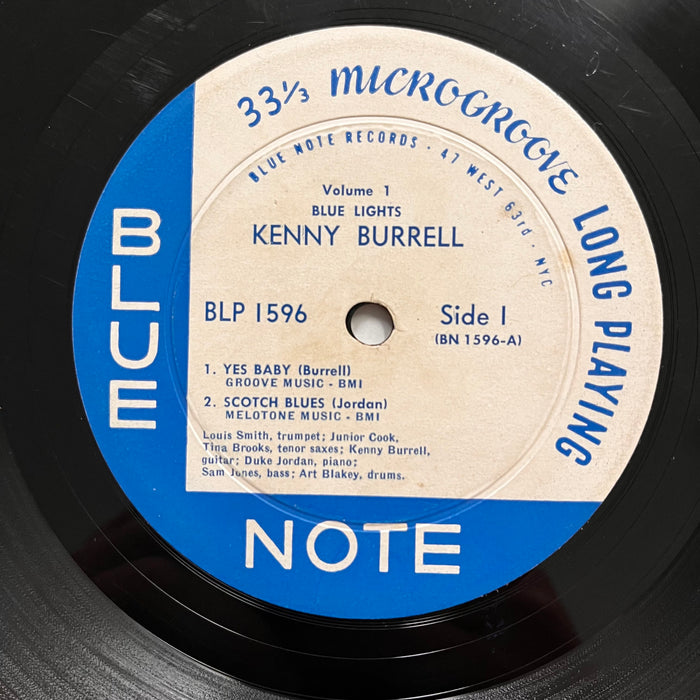 33⅓ MICROGROOVE LONG PLAYING
BLUE NOTE RECORDS · 47 WEST 63rd · NYC
Volume 1
BLUE LIGHTS
KENNY BURRELL
BLP 1596
Side 1
(BN 1596-A)
1. YES BABY (Burrell)
GROOVE MUSIC - BMI
2. SCOTCH BLUES (Jordan)
MELOTONE MUSIC - BMI
Louis Smith, trumpet; Junior Cook,
Tina Brooks, tenor saxes; Kenny Burrell,
guitar; Duke Jordan, piano;
Sam Jones, bass; Art Blakey, drums.
BLUE
NOTE